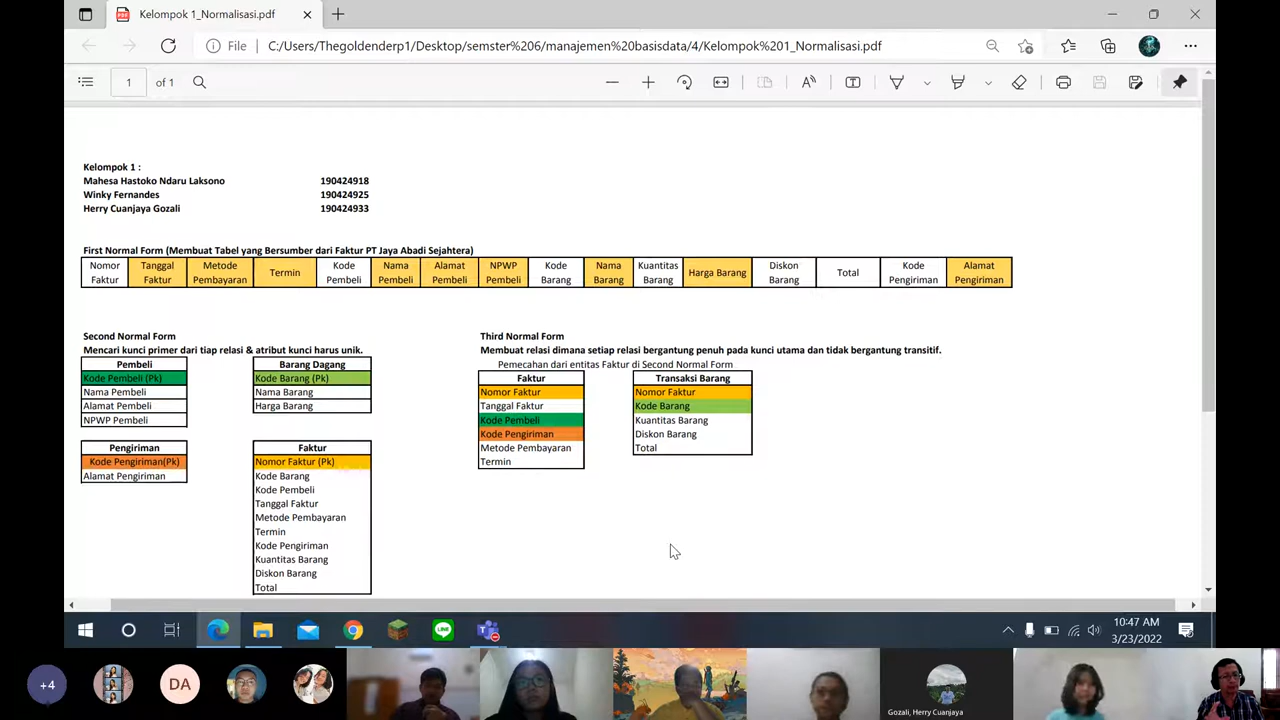 Kelompok 1_Normalisasi.pdf
File C:/Users/Thegoldenderp1/Desktop/semster%206/manajemen%20basisdata/4/Kelompok%201_Normalisasi.pdf
1 of 1
Kelompok 1 :
Mahesa Hastoko Ndaru Laksono 190424918
Winky Fernandes 190424925
Herry Cuanjaya Gozali 190424933
First Normal Form (Membuat Tabel yang Bersumber dari Faktur PT Jaya Abadi Sejahtera)
Nomor Faktur Tanggal Faktur Metode Pembayaran Termin Kode Pembeli Nama Pembeli Alamat Pembeli NPWP Pembeli Kode Barang Nama Barang Kuantitas Barang Harga Barang Diskon Barang Total Kode Pengiriman Alamat Pengiriman
Second Normal Form
Mencari kunci primer dari tiap relasi & atribut kunci harus unik.
Pembeli
Kode Pembeli (Pk)
Nama Pembeli
Alamat Pembeli
NPWP Pembeli
Barang Dagang
Kode Barang (Pk)
Nama Barang
Harga Barang
Pengiriman
Kode Pengiriman(Pk)
Alamat Pengiriman
Faktur
Nomor Faktur (Pk)
Kode Barang
Kode Pembeli
Tanggal Faktur
Metode Pembayaran
Termin
Kode Pengiriman
Kuantitas Barang
Diskon Barang
Total
Third Normal Form
Membuat relasi dimana setiap relasi bergantung penuh pada kunci utama dan tidak bergantung transitif.
Pemecahan dari entitas Faktur di Second Normal Form
Faktur
Nomor Faktur
Tanggal Faktur
Kode Pembeli
Kode Pengiriman
Metode Pembayaran
Termin
Transaksi Barang
Nomor Faktur
Kode Barang
Kuantitas Barang
Diskon Barang
Total
10:47 AM
3/23/2022
+4
DA
Gozali, Herry Cuanjaya